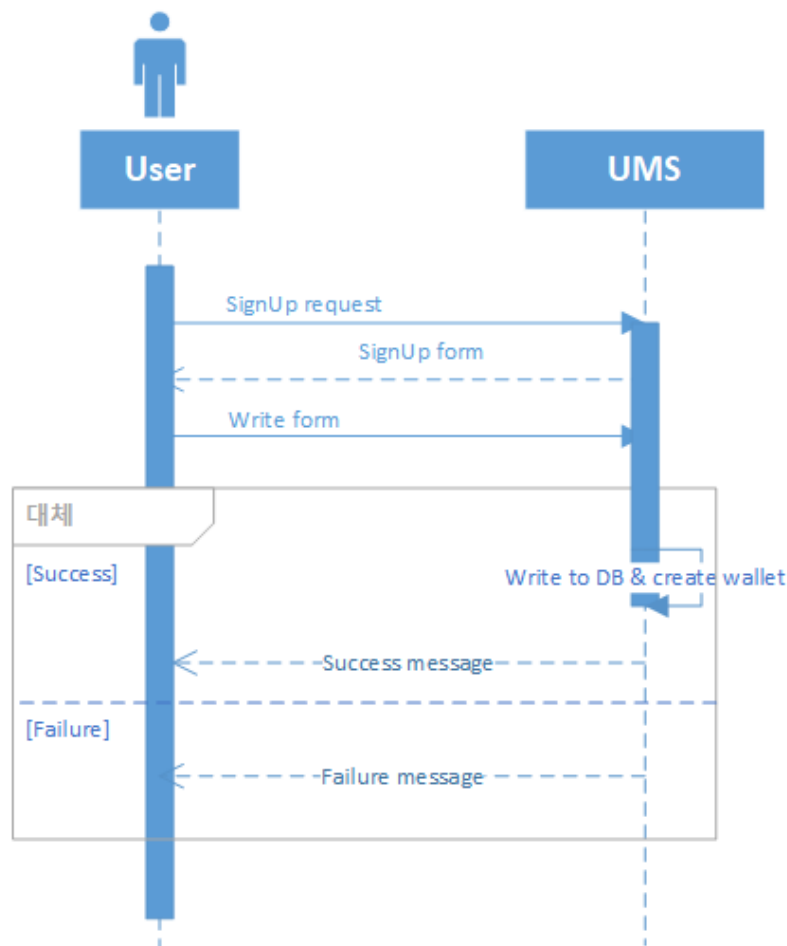 User
UMS
SignUp request
SignUp form
Write form
대체
[Success]
Write to DB & create wallet
Success message
[Failure]
Failure message